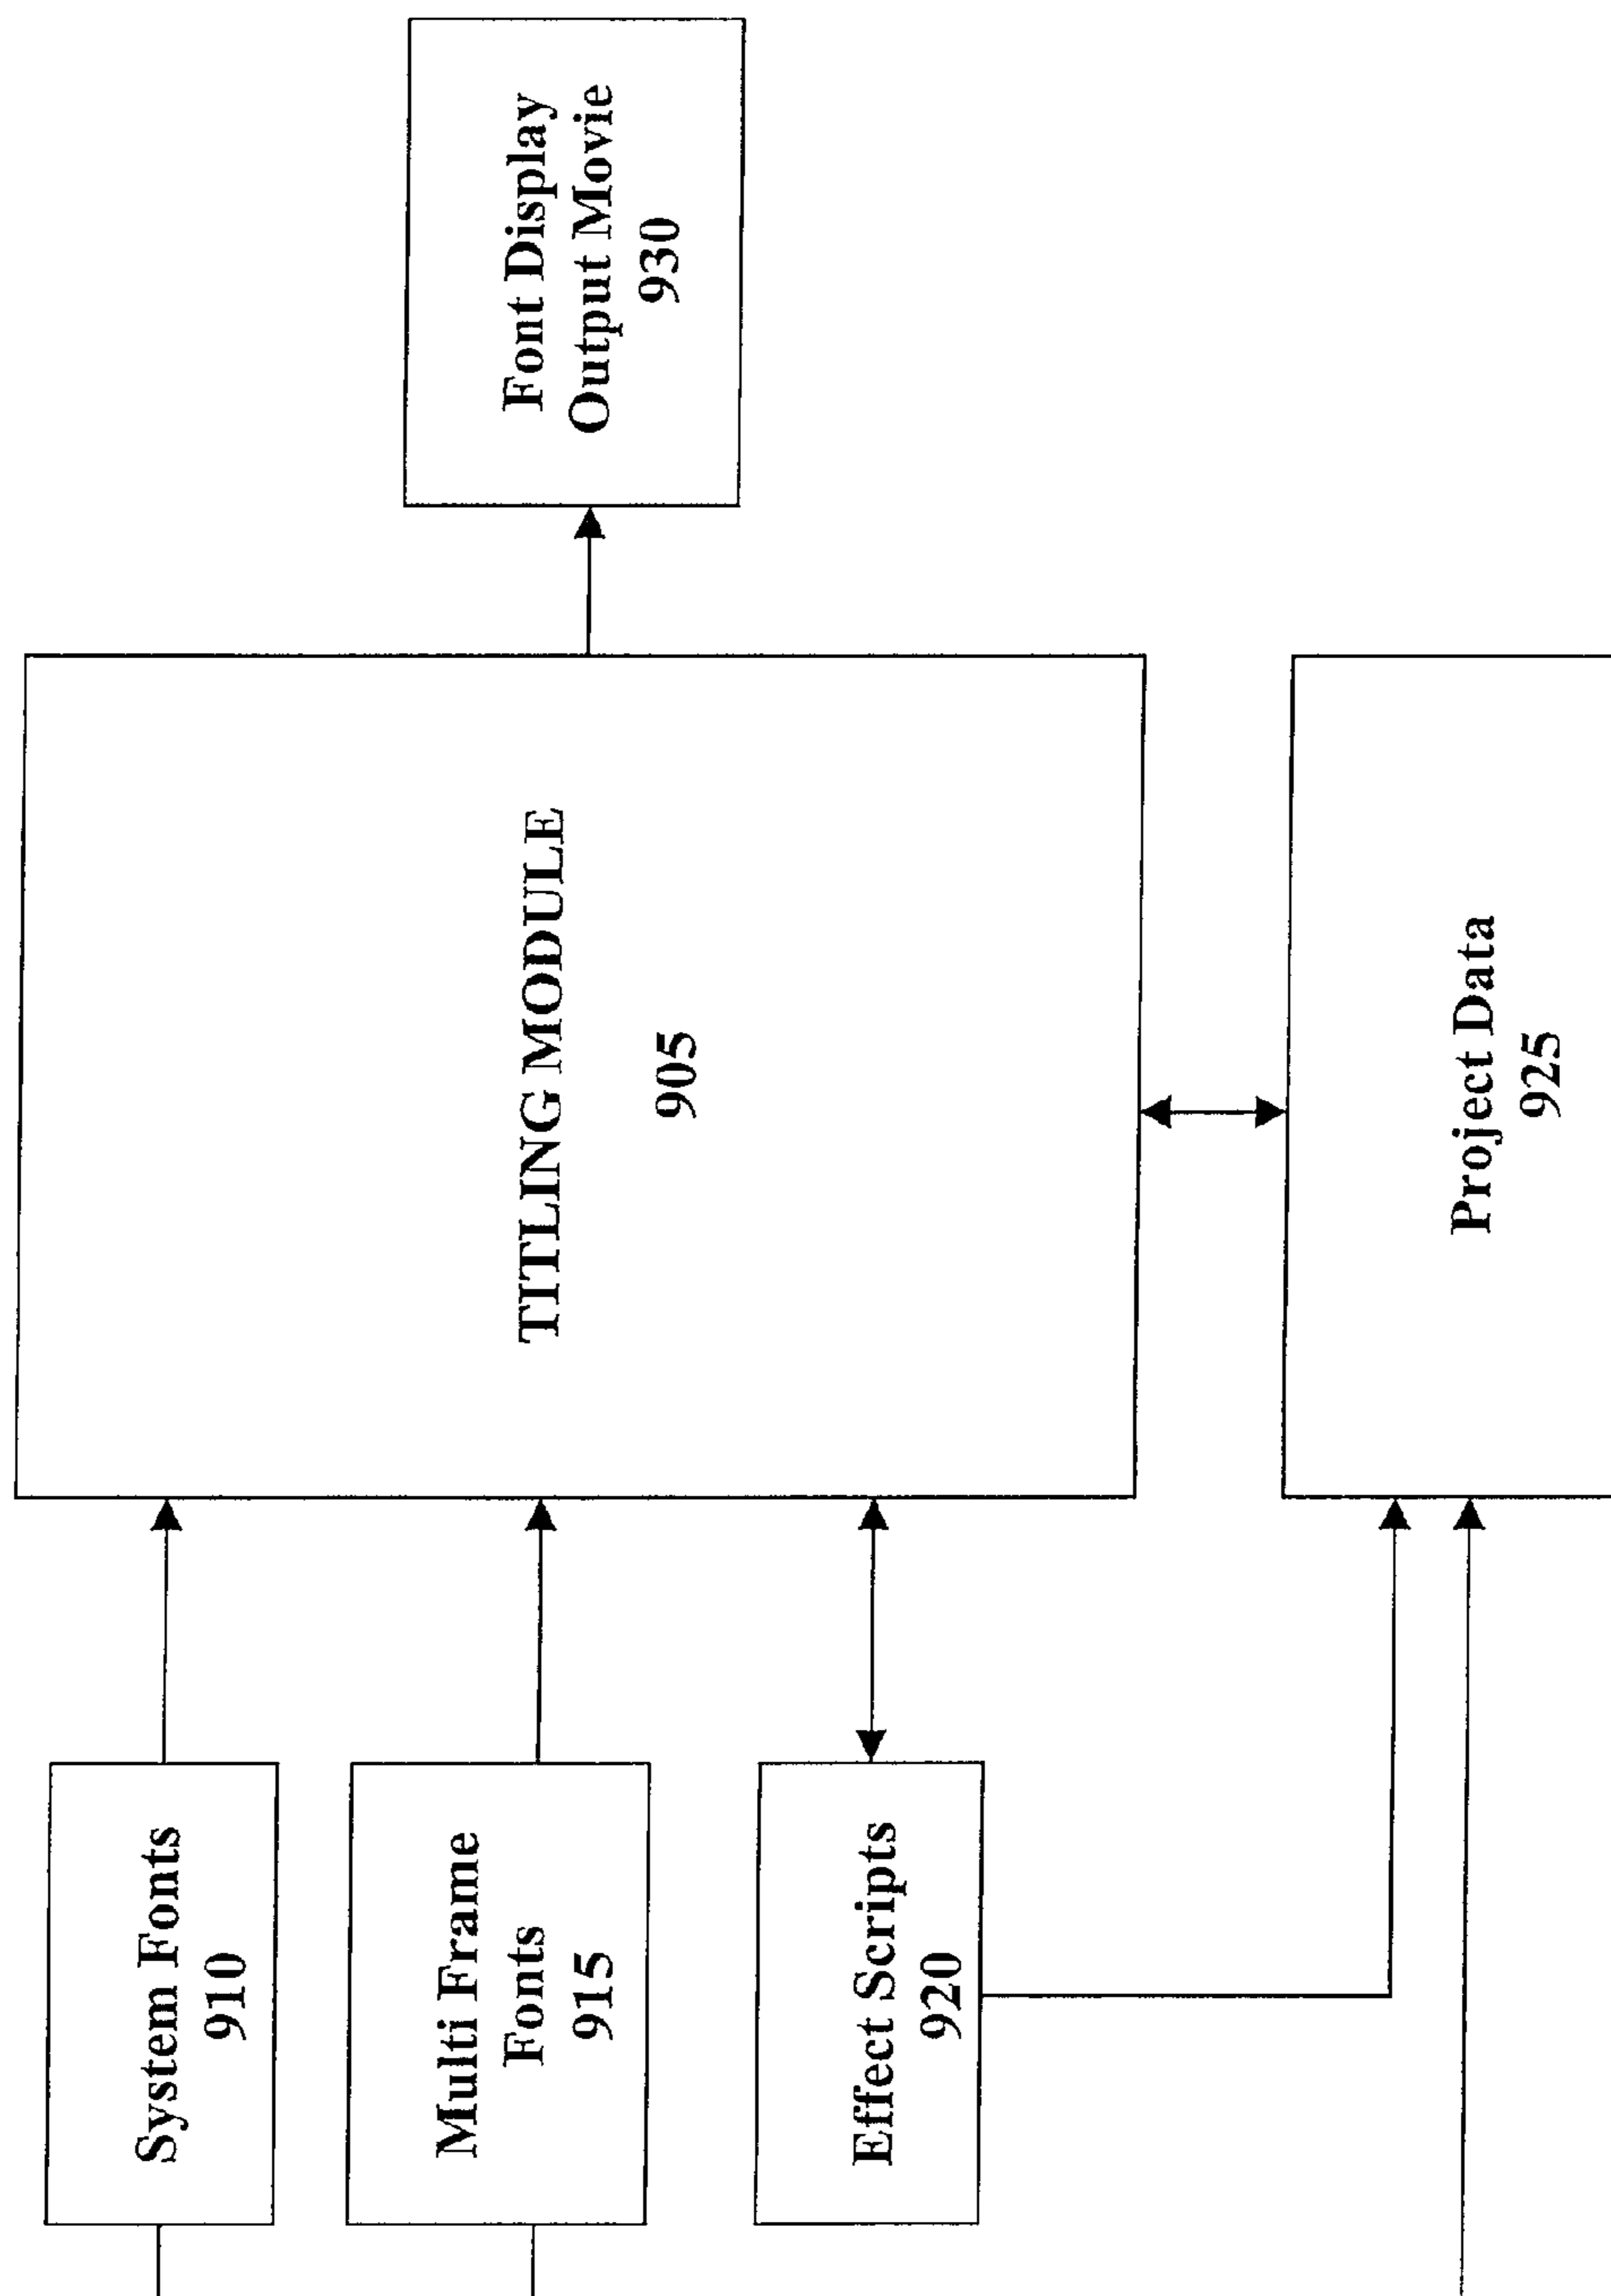 System Fonts
910
Multi Frame
Fonts
915
Effect Scripts
920
TITLING MODULE
905
Project Data
925
Font Display
Output Movie
930